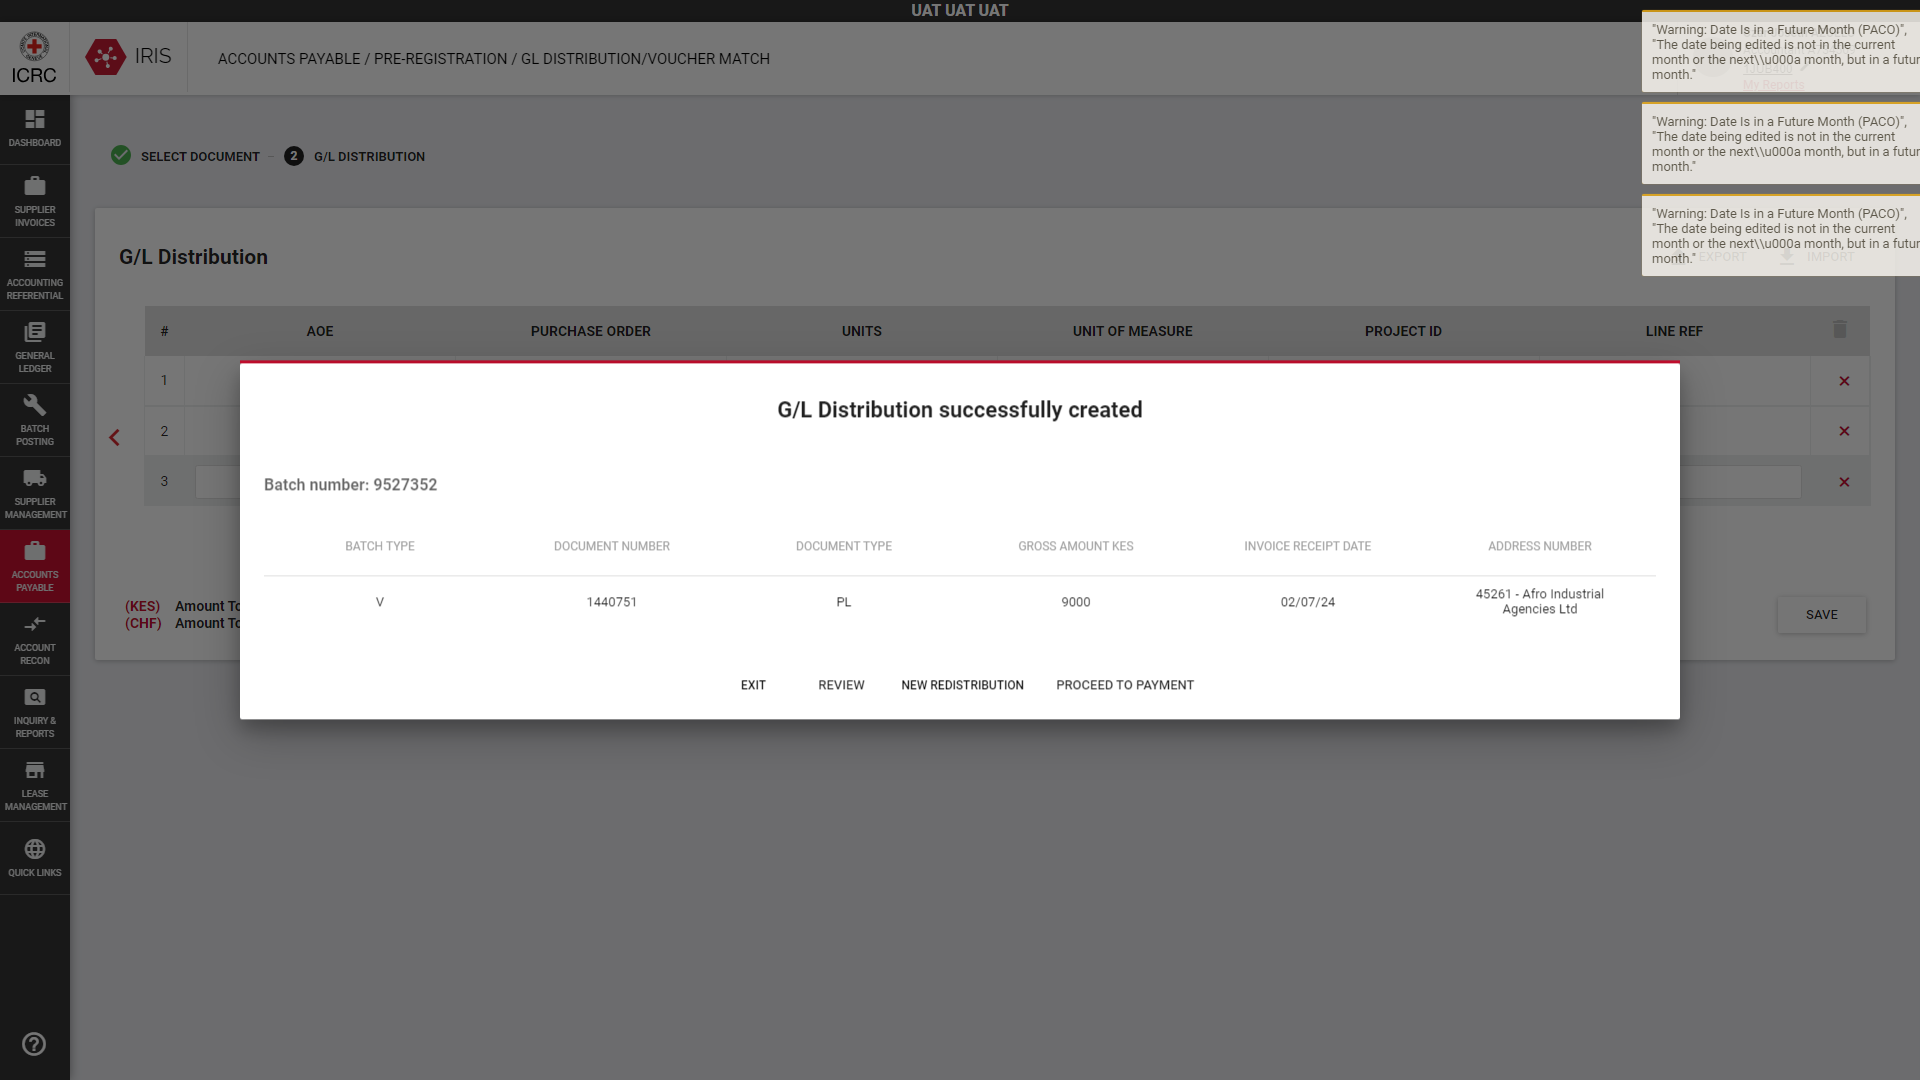 UAT UAT UAT
ICRC
IRIS
ACCOUNTS PAYABLE / PRE-REGISTRATION / GL DISTRIBUTION/VOUCHER MATCH
"Warning: Date Is in a Future Month (PACO)",
"The date being edited is not in the current
month or the next\\u000a month, but in a futur
month."
My Reports
"Warning: Date Is in a Future Month (PACO)",
"The date being edited is not in the current
month or the next\\u000a month, but in a futur
month."
"Warning: Date Is in a Future Month (PACO)",
"The date being edited is not in the current
month or the next\\u000a month, but in a futur
month."
EXPORT
IMPORT
DASHBOARD
SUPPLIER
INVOICES
ACCOUNTING
REFERENTIAL
GENERAL
LEDGER
BATCH
POSTING
SUPPLIER
MANAGEMENT
ACCOUNTS
PAYABLE
ACCOUNT
RECON
INQUIRY &
REPORTS
LEASE
MANAGEMENT
QUICK LINKS
SELECT DOCUMENT
2
G/L DISTRIBUTION
G/L Distribution
# AOE PURCHASE ORDER UNITS UNIT OF MEASURE PROJECT ID LINE REF
1
2
3
(KES) Amount To
(CHF) Amount To
SAVE
G/L Distribution successfully created
Batch number: 9527352
BATCH TYPE DOCUMENT NUMBER DOCUMENT TYPE GROSS AMOUNT KES INVOICE RECEIPT DATE ADDRESS NUMBER
V 1440751 PL 9000 02/07/24 45261 - Afro Industrial
Agencies Ltd
EXIT REVIEW NEW REDISTRIBUTION PROCEED TO PAYMENT